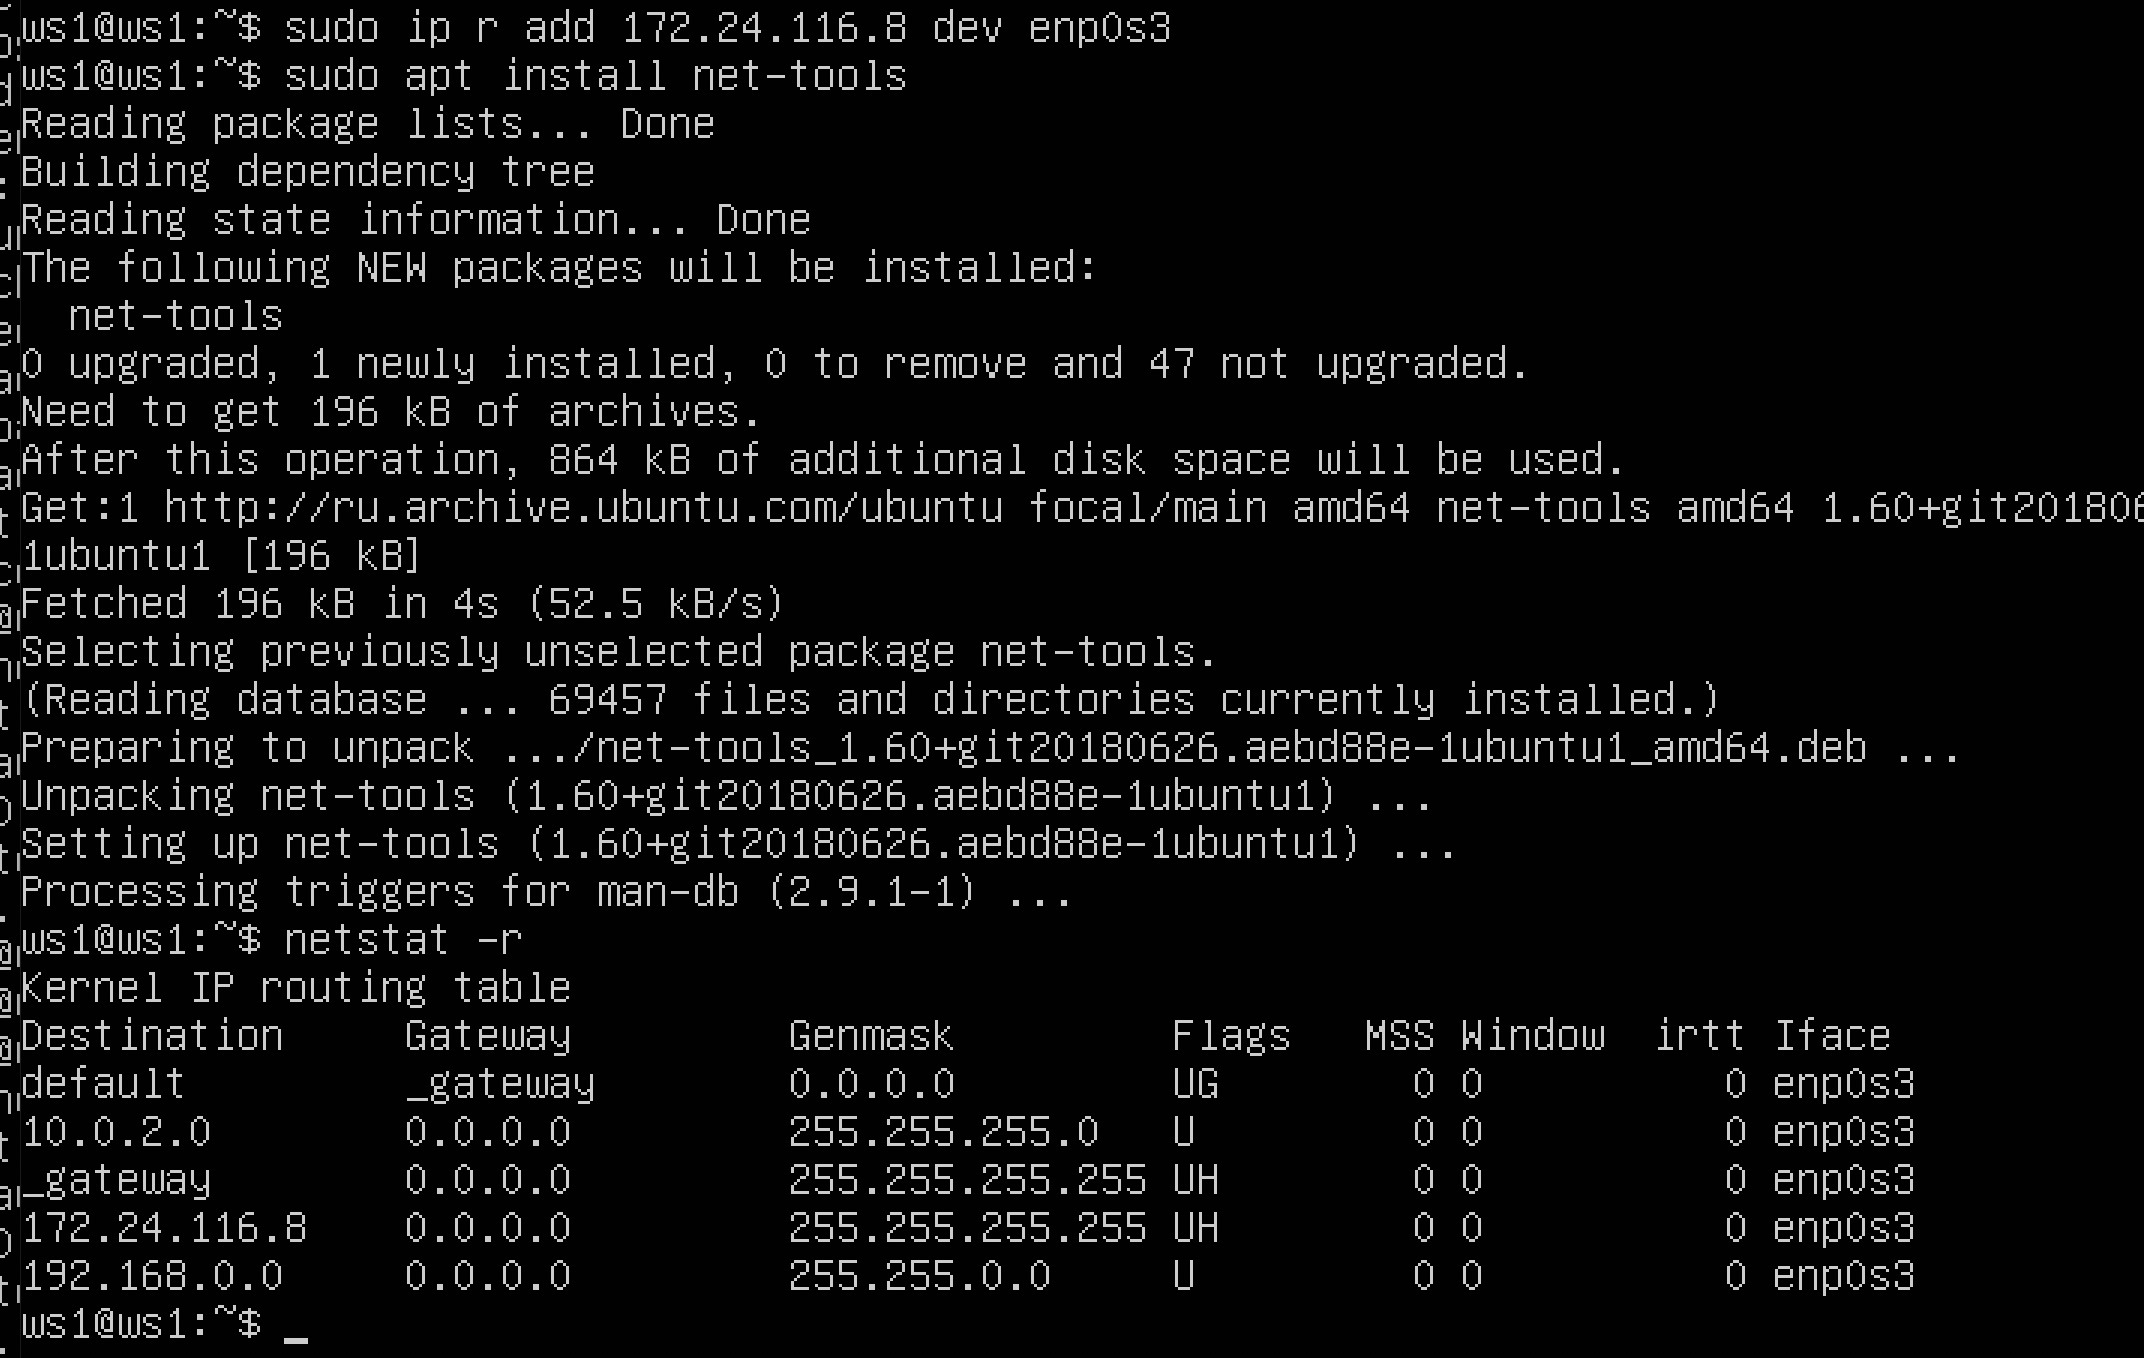 ws1@ws1:~$ sudo ip r add 172.24.116.8 dev enp0s3
ws1@ws1:~$ sudo apt install net-tools
Reading package lists... Done
Building dependency tree
Reading state information... Done
The following NEW packages will be installed:
  net-tools
0 upgraded, 1 newly installed, 0 to remove and 47 not upgraded.
Need to get 196 kB of archives.
After this operation, 864 kB of additional disk space will be used.
Get:1 http://ru.archive.ubuntu.com/ubuntu focal/main amd64 net-tools amd64 1.60+git201806
1ubuntu1 [196 kB]
Fetched 196 kB in 4s (52.5 kB/s)
Selecting previously unselected package net-tools.
(Reading database ... 69457 files and directories currently installed.)
Preparing to unpack .../net-tools_1.60+git20180626.aebd88e-1ubuntu1_amd64.deb ...
Unpacking net-tools (1.60+git20180626.aebd88e-1ubuntu1) ...
Setting up net-tools (1.60+git20180626.aebd88e-1ubuntu1) ...
Processing triggers for man-db (2.9.1-1) ...
ws1@ws1:~$ netstat -r
Kernel IP routing table
Destination     Gateway         Genmask         Flags   MSS Window  irtt Iface
default         _gateway        0.0.0.0         UG        0 0          0 enp0s3
10.0.2.0        0.0.0.0         255.255.255.0   U         0 0          0 enp0s3
_gateway        0.0.0.0         255.255.255.255 UH        0 0          0 enp0s3
172.24.116.8    0.0.0.0         255.255.255.255 UH        0 0          0 enp0s3
192.168.0.0     0.0.0.0         255.255.0.0     U         0 0          0 enp0s3
ws1@ws1:~$ _